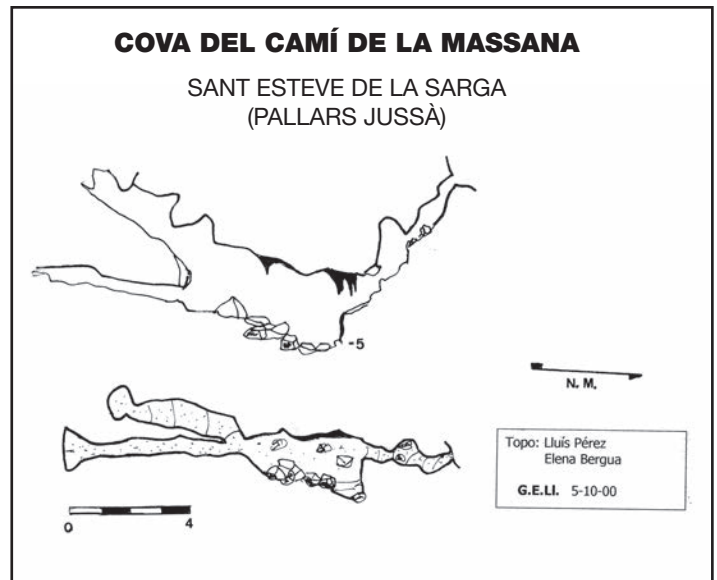 COVA DEL CAMÍ DE LA MASSANA
SANT ESTEVE DE LA SARGA
(PALLARS JUSSÀ)
-5
N. M.
Topo: Lluís Pérez
Elena Bergua
G.E.Ll. 5-10-00
0 4